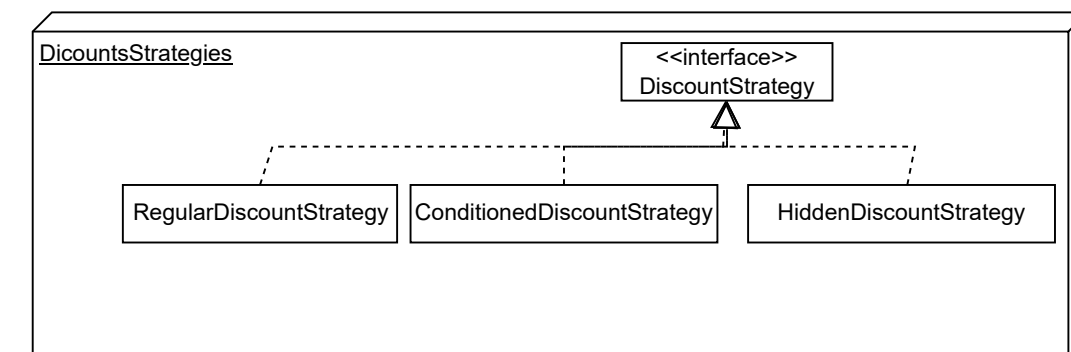 DicountsStrategies
<<interface>>
DiscountStrategy
RegularDiscountStrategy
ConditionedDiscountStrategy
HiddenDiscountStrategy